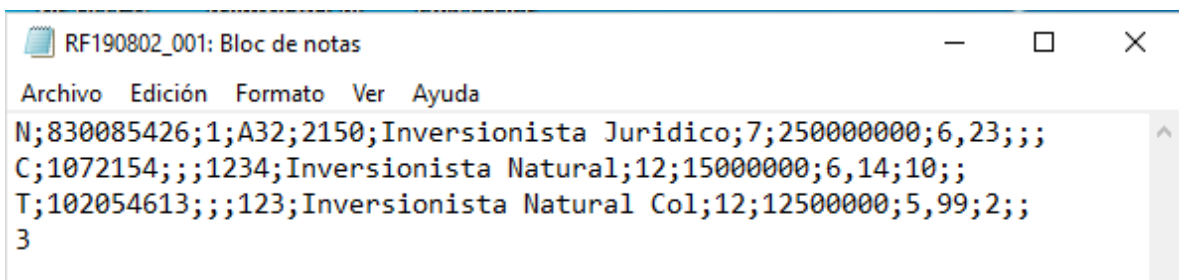 RF190802_001: Bloc de notas
Archivo Edición Formato Ver Ayuda
N;830085426;1;A32;2150;Inversionista Juridico;7;250000000;6,23;;;
C;1072154;;;1234;Inversionista Natural;12;15000000;6,14;10;;
T;102054613;;;123;Inversionista Natural Col;12;12500000;5,99;2;;
3